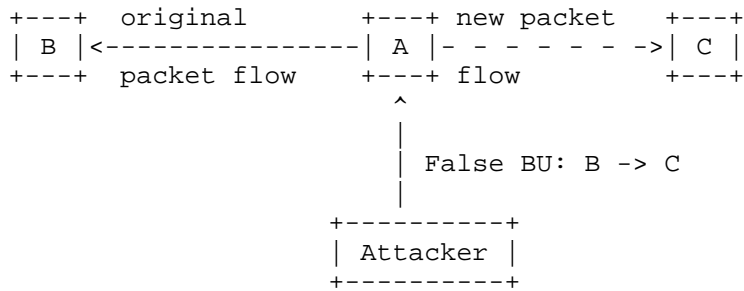 +---+ original +---+ new packet +---+
| B |<----------------| A |- - - - - - ->| C |
+---+ packet flow +---+ flow +---+
^
|
| False BU: B -> C
|
+----------+
| Attacker |
+----------+